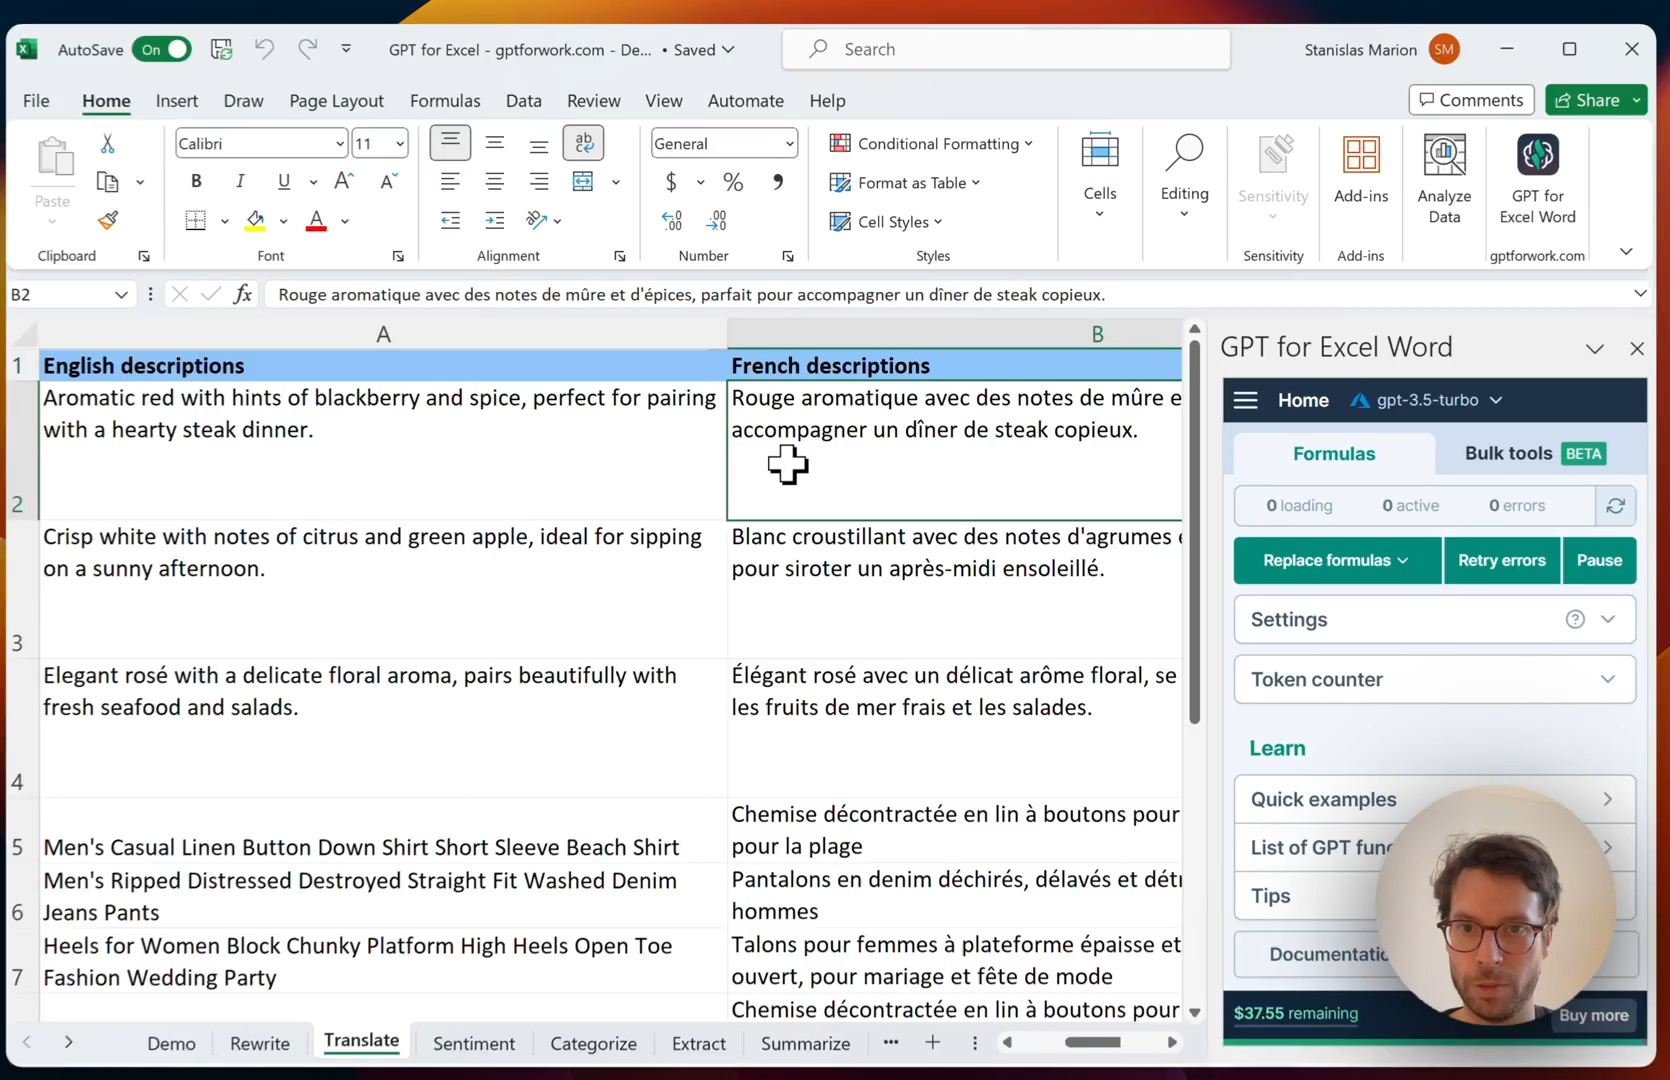 AutoSave On
GPT for Excel - gptforwork.com - De... • Saved
Search
Stanislas Marion SM
File Home Insert Draw Page Layout Formulas Data Review View Automate Help
Comments Share
Paste
Clipboard
Calibri 11
B I U A A
A
Font
ab
Alignment
General
$ % ,
.00
.00
Number
Conditional Formatting
Format as Table
Cell Styles
Styles
Cells
Editing
Sensitivity
Sensitivity
Add-ins
Add-ins
Analyze
Data
GPT for
Excel Word
gptforwork.com
B2 fx Rouge aromatique avec des notes de mûre et d'épices, parfait pour accompagner un dîner de steak copieux.
A B
1 English descriptions French descriptions
Aromatic red with hints of blackberry and spice, perfect for pairing
with a hearty steak dinner.
Rouge aromatique avec des notes de mûre e
accompagner un dîner de steak copieux.
2
Crisp white with notes of citrus and green apple, ideal for sipping
on a sunny afternoon.
Blanc croustillant avec des notes d'agrumes
pour siroter un après-midi ensoleillé.
3
Elegant rosé with a delicate floral aroma, pairs beautifully with
fresh seafood and salads.
Élégant rosé avec un délicat arôme floral, se
les fruits de mer frais et les salades.
4
5 Men's Casual Linen Button Down Shirt Short Sleeve Beach Shirt
Chemise décontractée en lin à boutons pour
pour la plage
Men's Ripped Distressed Destroyed Straight Fit Washed Denim
6 Jeans Pants
Pantalons en denim déchirés, délavés et dét
hommes
Heels for Women Block Chunky Platform High Heels Open Toe
7 Fashion Wedding Party
Talons pour femmes à plateforme épaisse et
ouvert, pour mariage et fête de mode
Chemise décontractée en lin à boutons pour
Demo Rewrite Translate Sentiment Categorize Extract Summarize ••• +
GPT for Excel Word
Home gpt-3.5-turbo
Formulas Bulk tools BETA
0 loading 0 active 0 errors
Replace formulas Retry errors Pause
Settings ?
Token counter
Learn
Quick examples
List of GPT fun
Tips
Documentatio
$37.55 remaining Buy more